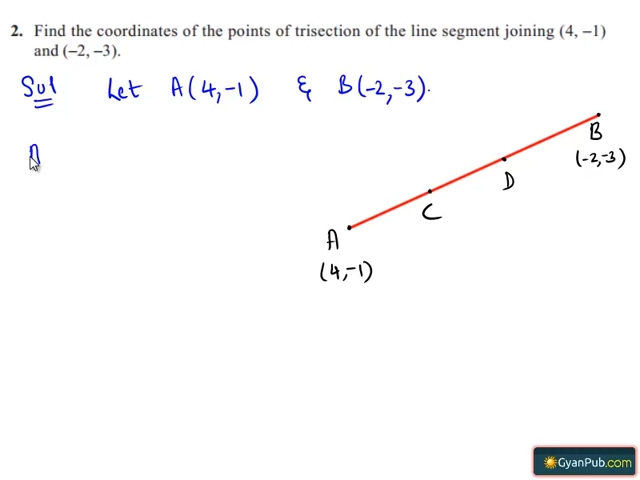 2. Find the coordinates of the points of trisection of the line segment joining (4, −1)
and (−2, −3).
Sol Let A(4,-1) & B(-2,-3).
A
B
(-2,-3)
D
C
A
(4,-1)
GyanPub.com